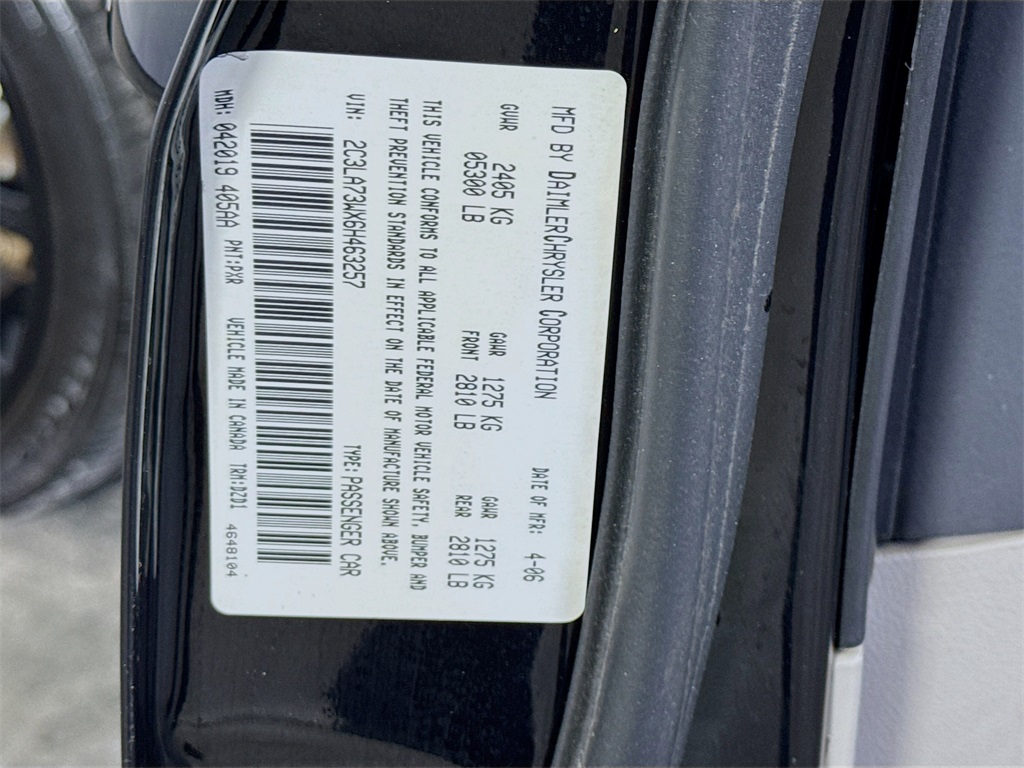 MFD BY DAIMLERCHRYSLER CORPORATION
DATE OF MFR: 4-06
GVWR 2405 KG
05300 LB
GAWR 1275 KG
FRONT 2810 LB
GAWR 1275 KG
REAR 2810 LB
THIS VEHICLE CONFORMS TO ALL APPLICABLE FEDERAL MOTOR VEHICLE SAFETY, BUMPER AND
THEFT PREVENTION STANDARDS IN EFFECT ON THE DATE OF MANUFACTURE SHOWN ABOVE.
VIN: 2C3LA73WX6H463257
TYPE: PASSENGER CAR
MDH: 042019 405AA PNT:PXR VEHICLE MADE IN CANADA TRM:DZD1
4648104